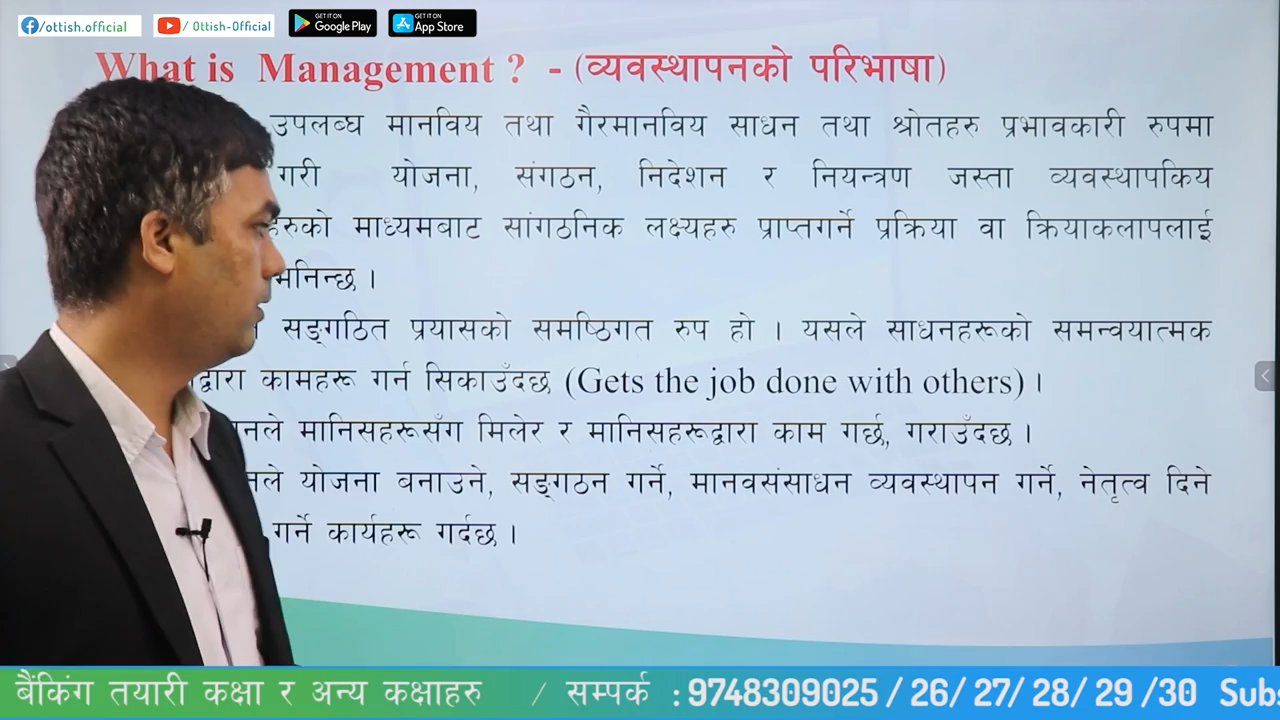 /ottish.official
/ Ottish-Official
GET IT ON
Google Play
GET IT ON
App Store
What is Management ? - (व्यवस्थापनको परिभाषा)
उपलब्घ मानविय तथा गैरमानविय साधन तथा श्रोतहरु प्रभावकारी रुपमा
गरी योजना, संगठन, निदेशन र नियन्त्रण जस्ता व्यवस्थापकिय
हरुको माध्यमबाट सांगठनिक लक्ष्यहरु प्राप्तगर्ने प्रक्रिया वा क्रियाकलापलाई
मनिन्छ ।
सङ्गठित प्रयासको समष्ठिगत रुप हो । यसले साधनहरूको समन्वयात्मक
द्वारा कामहरू गर्न सिकाउँदछ (Gets the job done with others) ।
नले मानिसहरूसँग मिलेर र मानिसहरूद्वारा काम गर्छ, गराउँदछ ।
नले योजना बनाउने, सङ्गठन गर्ने, मानवसंसाधन व्यवस्थापन गर्ने, नेतृत्व दिने
गर्ने कार्यहरू गर्दछ ।
बैंकिंग तयारी कक्षा र अन्य कक्षाहरु / सम्पर्क : 9748309025 / 26/ 27/ 28/ 29 /30 Subs